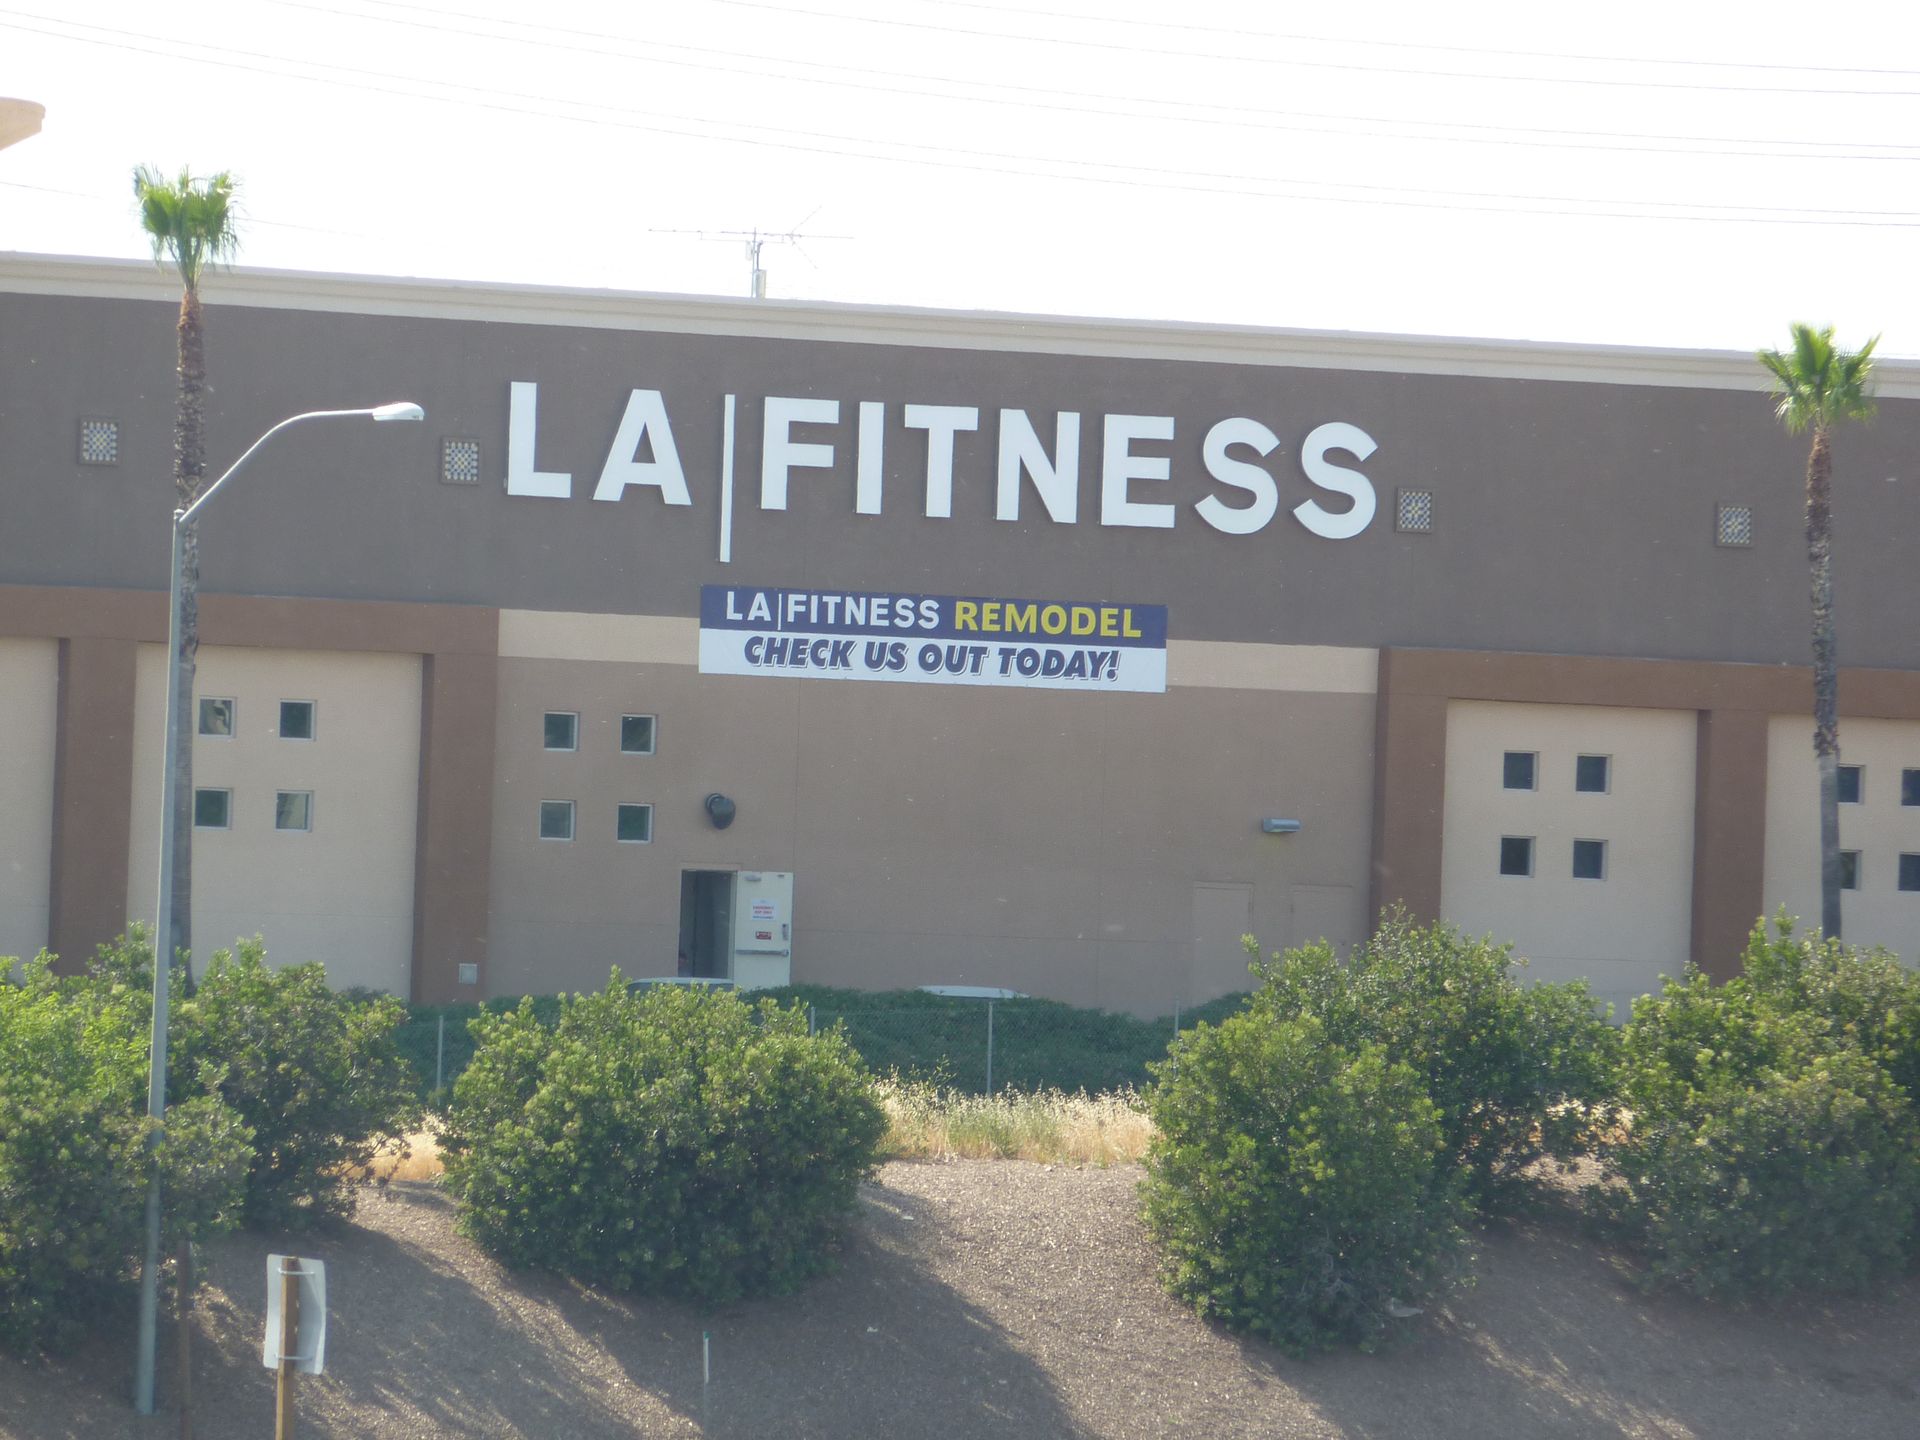 LA|FITNESS
LA|FITNESS REMODEL
CHECK US OUT TODAY!